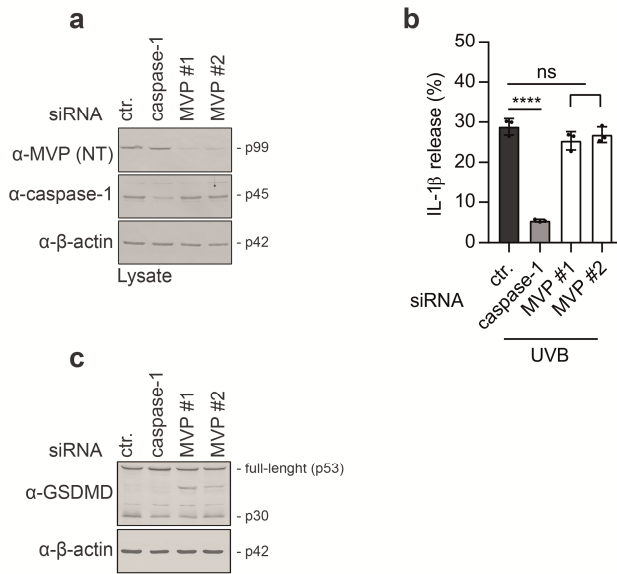 a
siRNA ctr. caspase-1 MVP #1 MVP #2
α-MVP (NT) - p99
α-caspase-1 - p45
α-β-actin - p42
Lysate
b
IL-1β release (%)
50
40
30
20
10
0
ns
****
siRNA ctr. caspase-1 MVP #1 MVP #2
UVB
c
siRNA ctr. caspase-1 MVP #1 MVP #2
- full-lenght (p53)
α-GSDMD
- p30
α-β-actin - p42